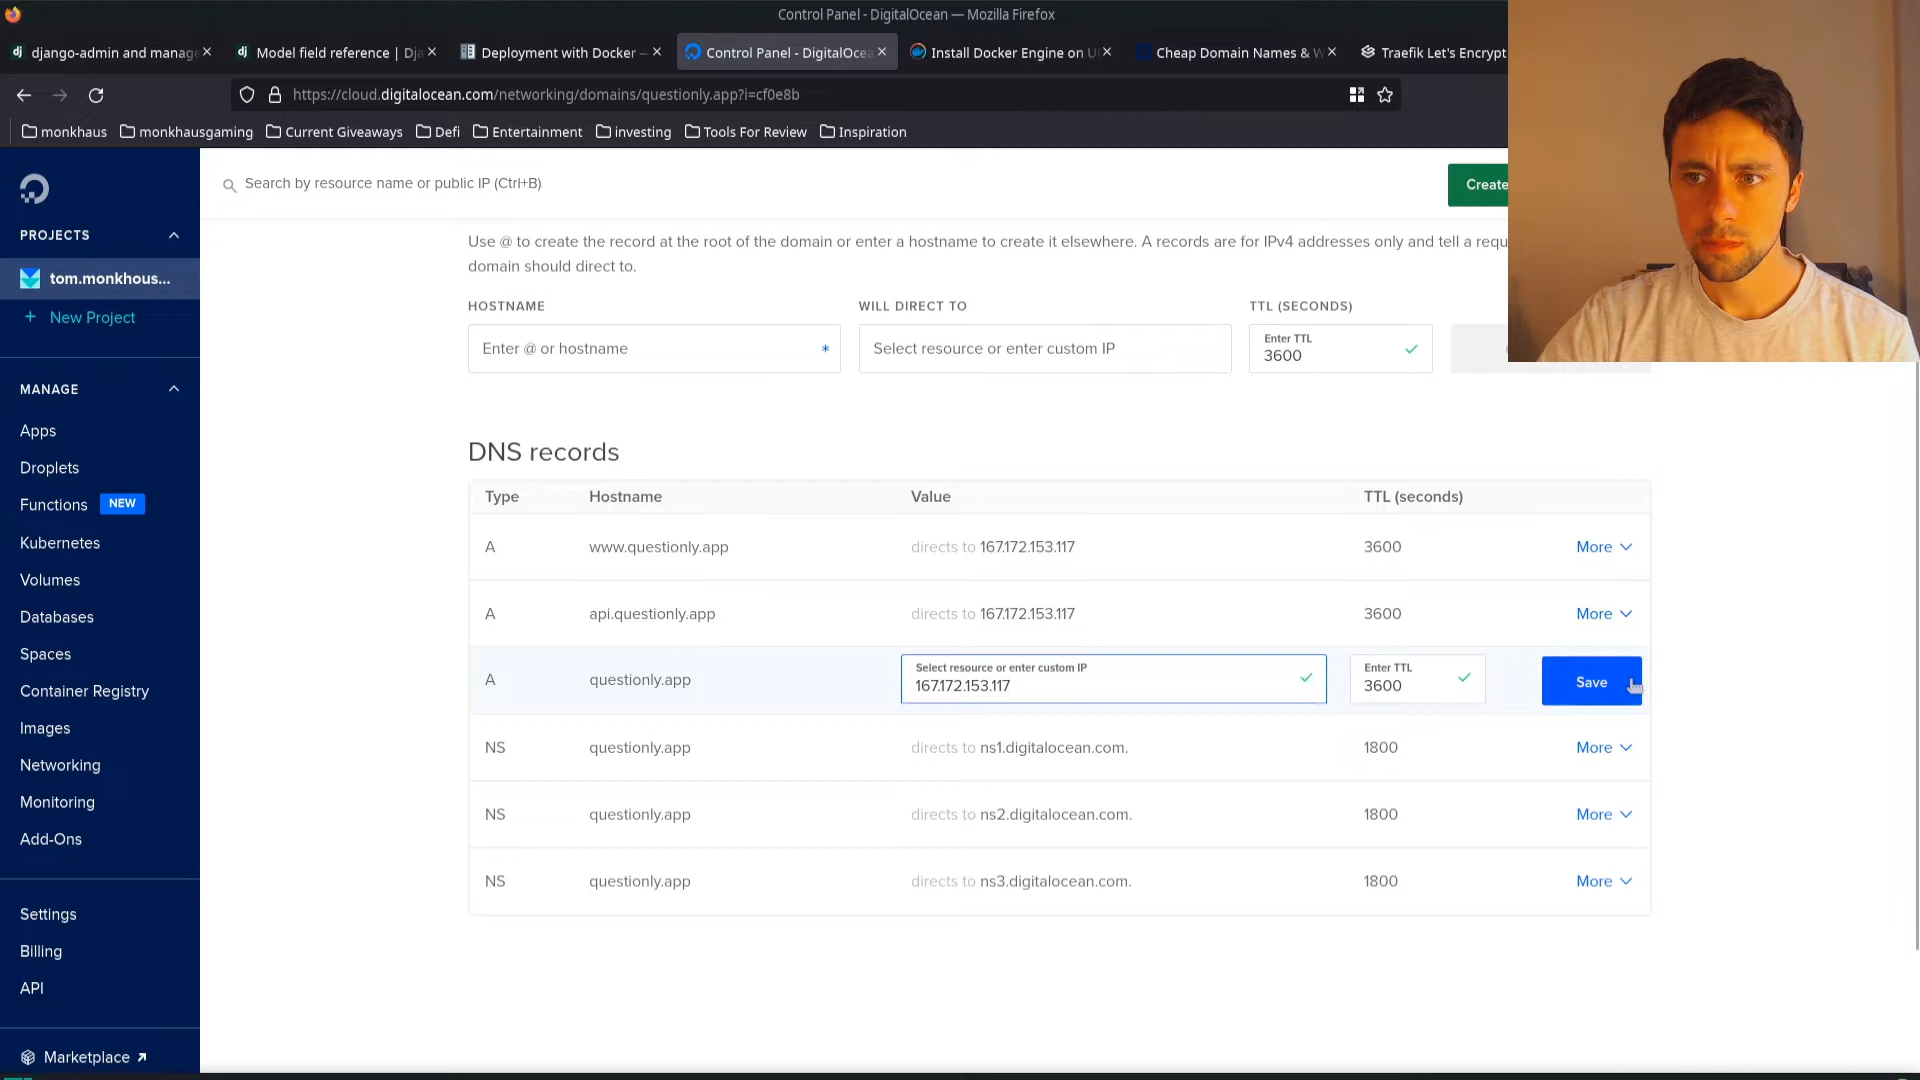 Control Panel - DigitalOcean — Mozilla Firefox
django-admin and manag
Model field reference | Dja
Deployment with Docker —
Control Panel - DigitalOcea
Install Docker Engine on U
Cheap Domain Names & W
Traefik Let's Encrypt
https://cloud.digitalocean.com/networking/domains/questionly.app?i=cf0e8b
monkhaus
monkhausgaming
Current Giveaways
Defi
Entertainment
investing
Tools For Review
Inspiration
Search by resource name or public IP (Ctrl+B)
Create
PROJECTS
tom.monkhous...
+ New Project
MANAGE
Apps
Droplets
Functions NEW
Kubernetes
Volumes
Databases
Spaces
Container Registry
Images
Networking
Monitoring
Add-Ons
Settings
Billing
API
Marketplace
Use @ to create the record at the root of the domain or enter a hostname to create it elsewhere. A records are for IPv4 addresses only and tell a requ
domain should direct to.
HOSTNAME WILL DIRECT TO TTL (SECONDS)
Enter @ or hostname * Select resource or enter custom IP Enter TTL
3600
DNS records
Type Hostname Value TTL (seconds)
A www.questionly.app directs to 167.172.153.117 3600 More
A api.questionly.app directs to 167.172.153.117 3600 More
Select resource or enter custom IP Enter TTL
A questionly.app 167.172.153.117 3600 Save
NS questionly.app directs to ns1.digitalocean.com. 1800 More
NS questionly.app directs to ns2.digitalocean.com. 1800 More
NS questionly.app directs to ns3.digitalocean.com. 1800 More